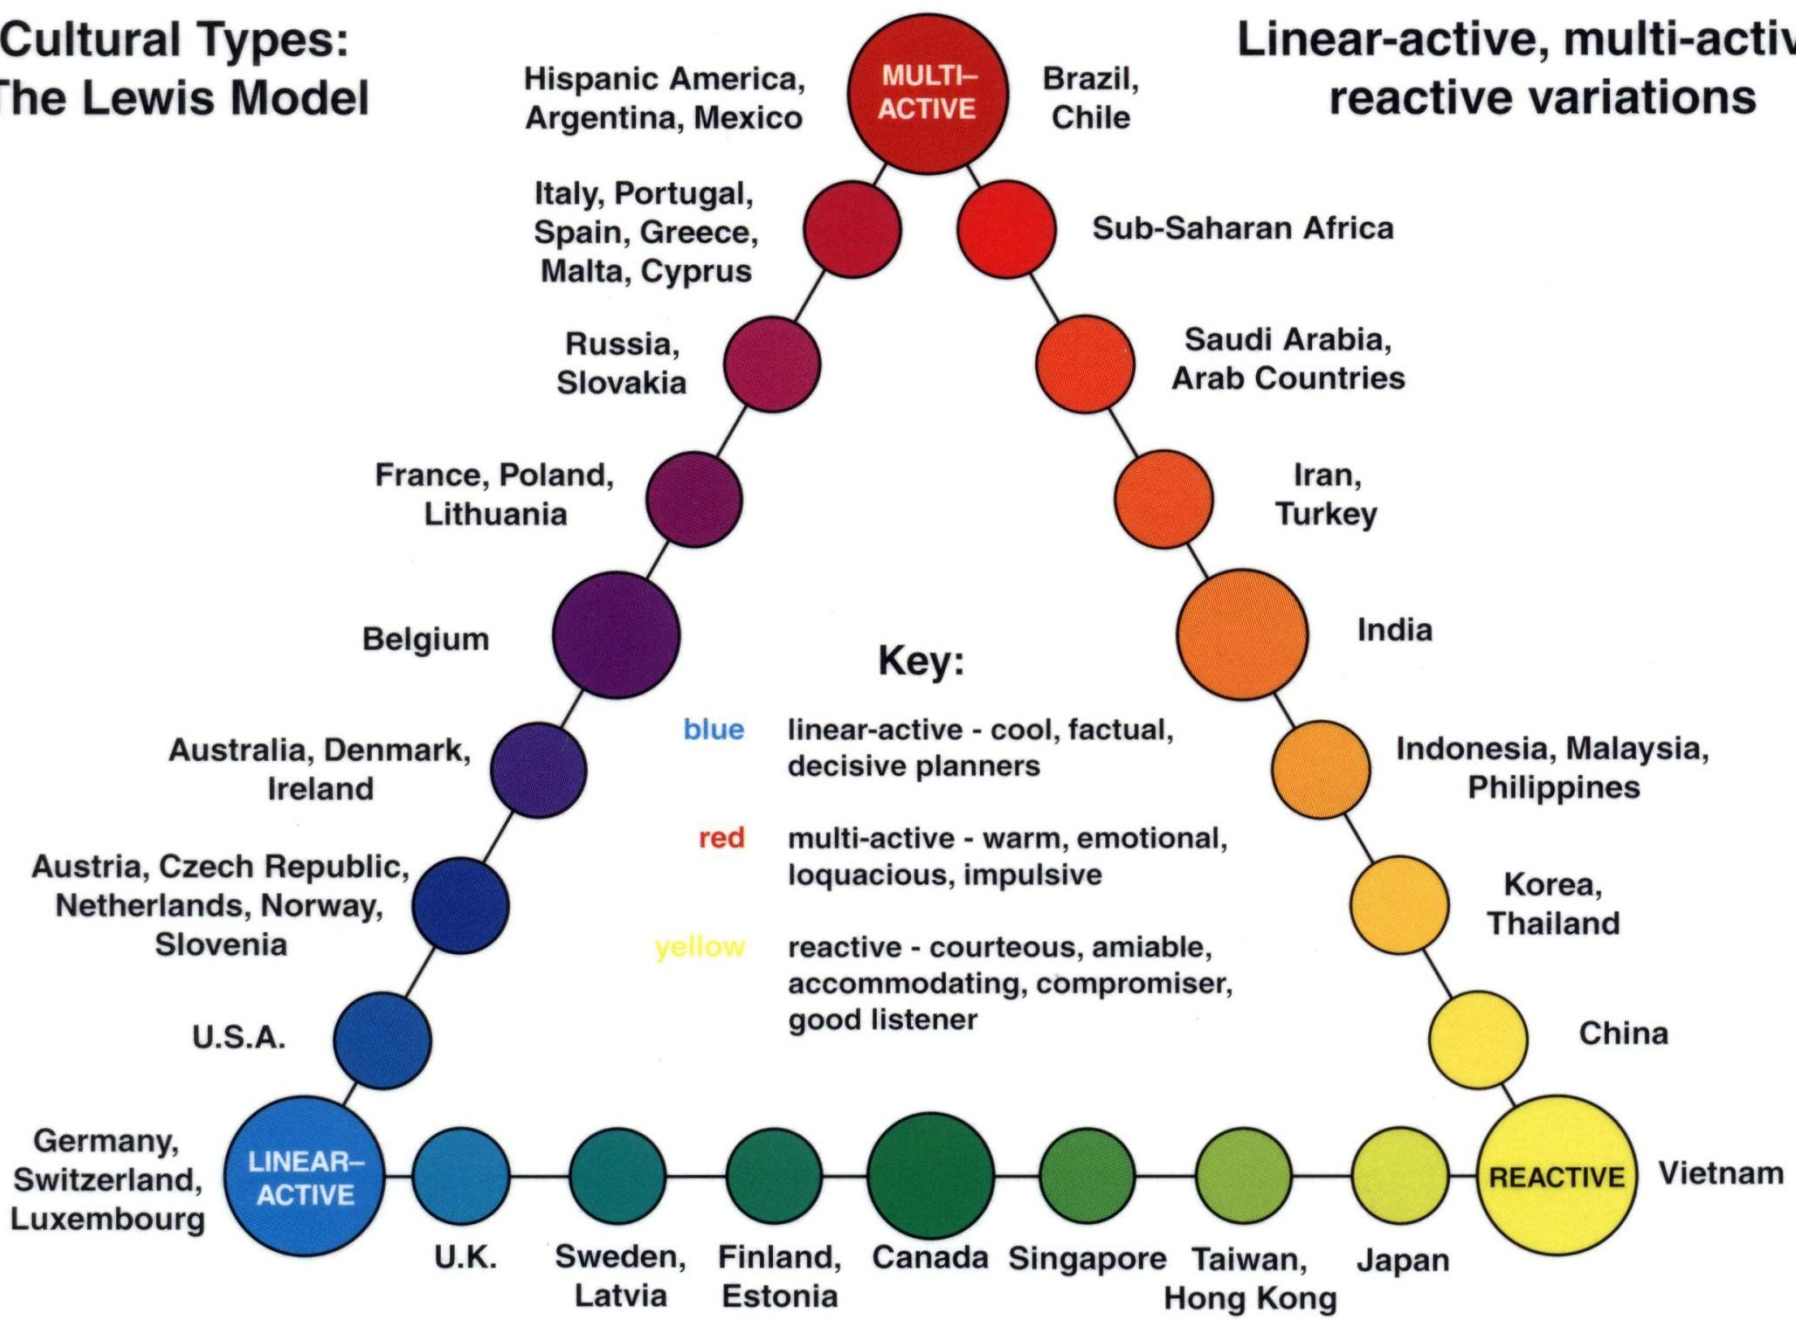 Cultural Types:
The Lewis Model
Linear-active, multi-activ
reactive variations
MULTI–
ACTIVE
Hispanic America,
Argentina, Mexico
Brazil,
Chile
Italy, Portugal,
Spain, Greece,
Malta, Cyprus
Sub-Saharan Africa
Russia,
Slovakia
Saudi Arabia,
Arab Countries
France, Poland,
Lithuania
Iran,
Turkey
Belgium
India
Key:
blue linear-active - cool, factual,
decisive planners
red multi-active - warm, emotional,
loquacious, impulsive
yellow reactive - courteous, amiable,
accommodating, compromiser,
good listener
Australia, Denmark,
Ireland
Indonesia, Malaysia,
Philippines
Austria, Czech Republic,
Netherlands, Norway,
Slovenia
Korea,
Thailand
U.S.A.
China
Germany,
Switzerland,
Luxembourg
LINEAR–
ACTIVE
REACTIVE
Vietnam
U.K.
Sweden,
Latvia
Finland,
Estonia
Canada
Singapore
Taiwan,
Hong Kong
Japan